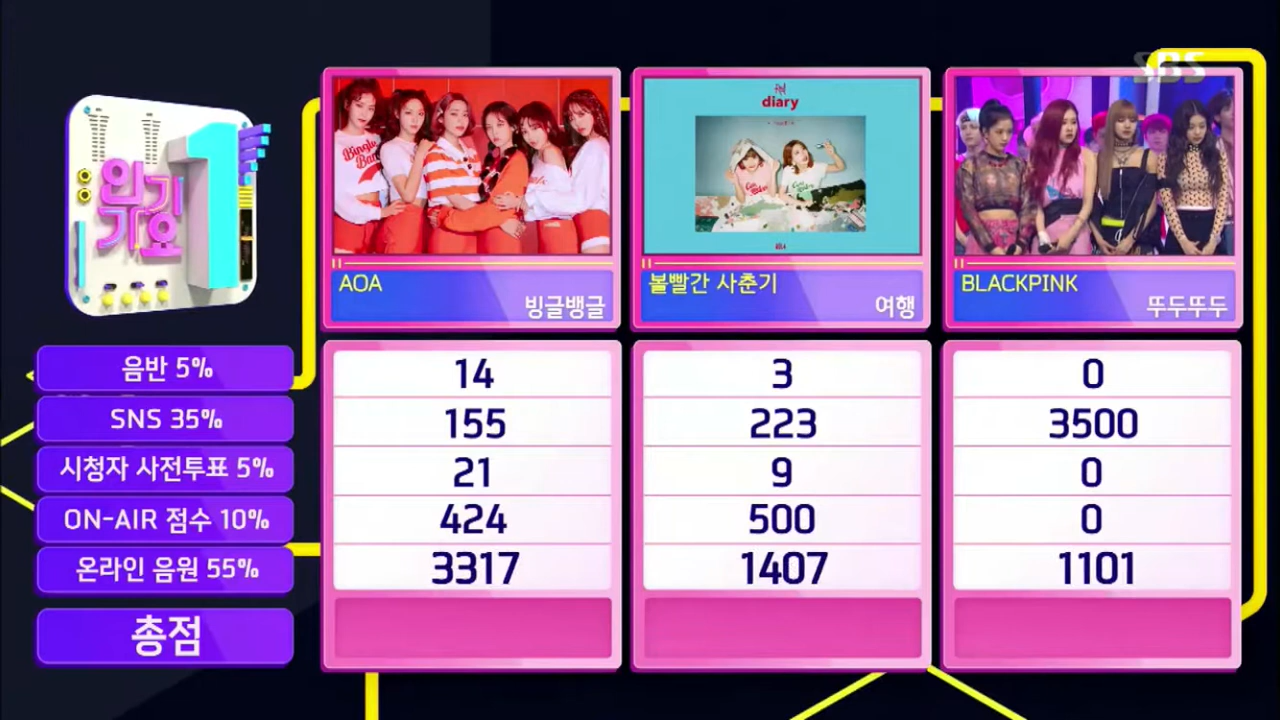 SBS
인기
가요
1
Bingle
Ban
diary
AOA
빙글뱅글
볼빨간 사춘기
여행
BLACKPINK
뚜두뚜두
음반 5%
14
3
0
SNS 35%
155
223
3500
시청자 사전투표 5%
21
9
0
ON-AIR 점수 10%
424
500
0
온라인 음원 55%
3317
1407
1101
총점